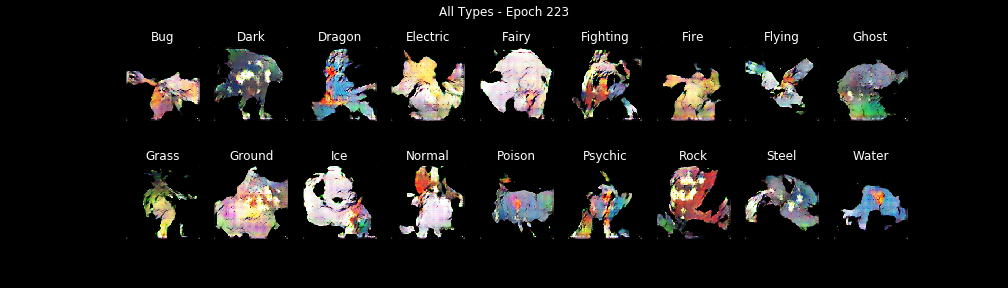 All Types - Epoch 223
Bug Dark Dragon Electric Fairy Fighting Fire Flying Ghost
Grass Ground Ice Normal Poison Psychic Rock Steel Water